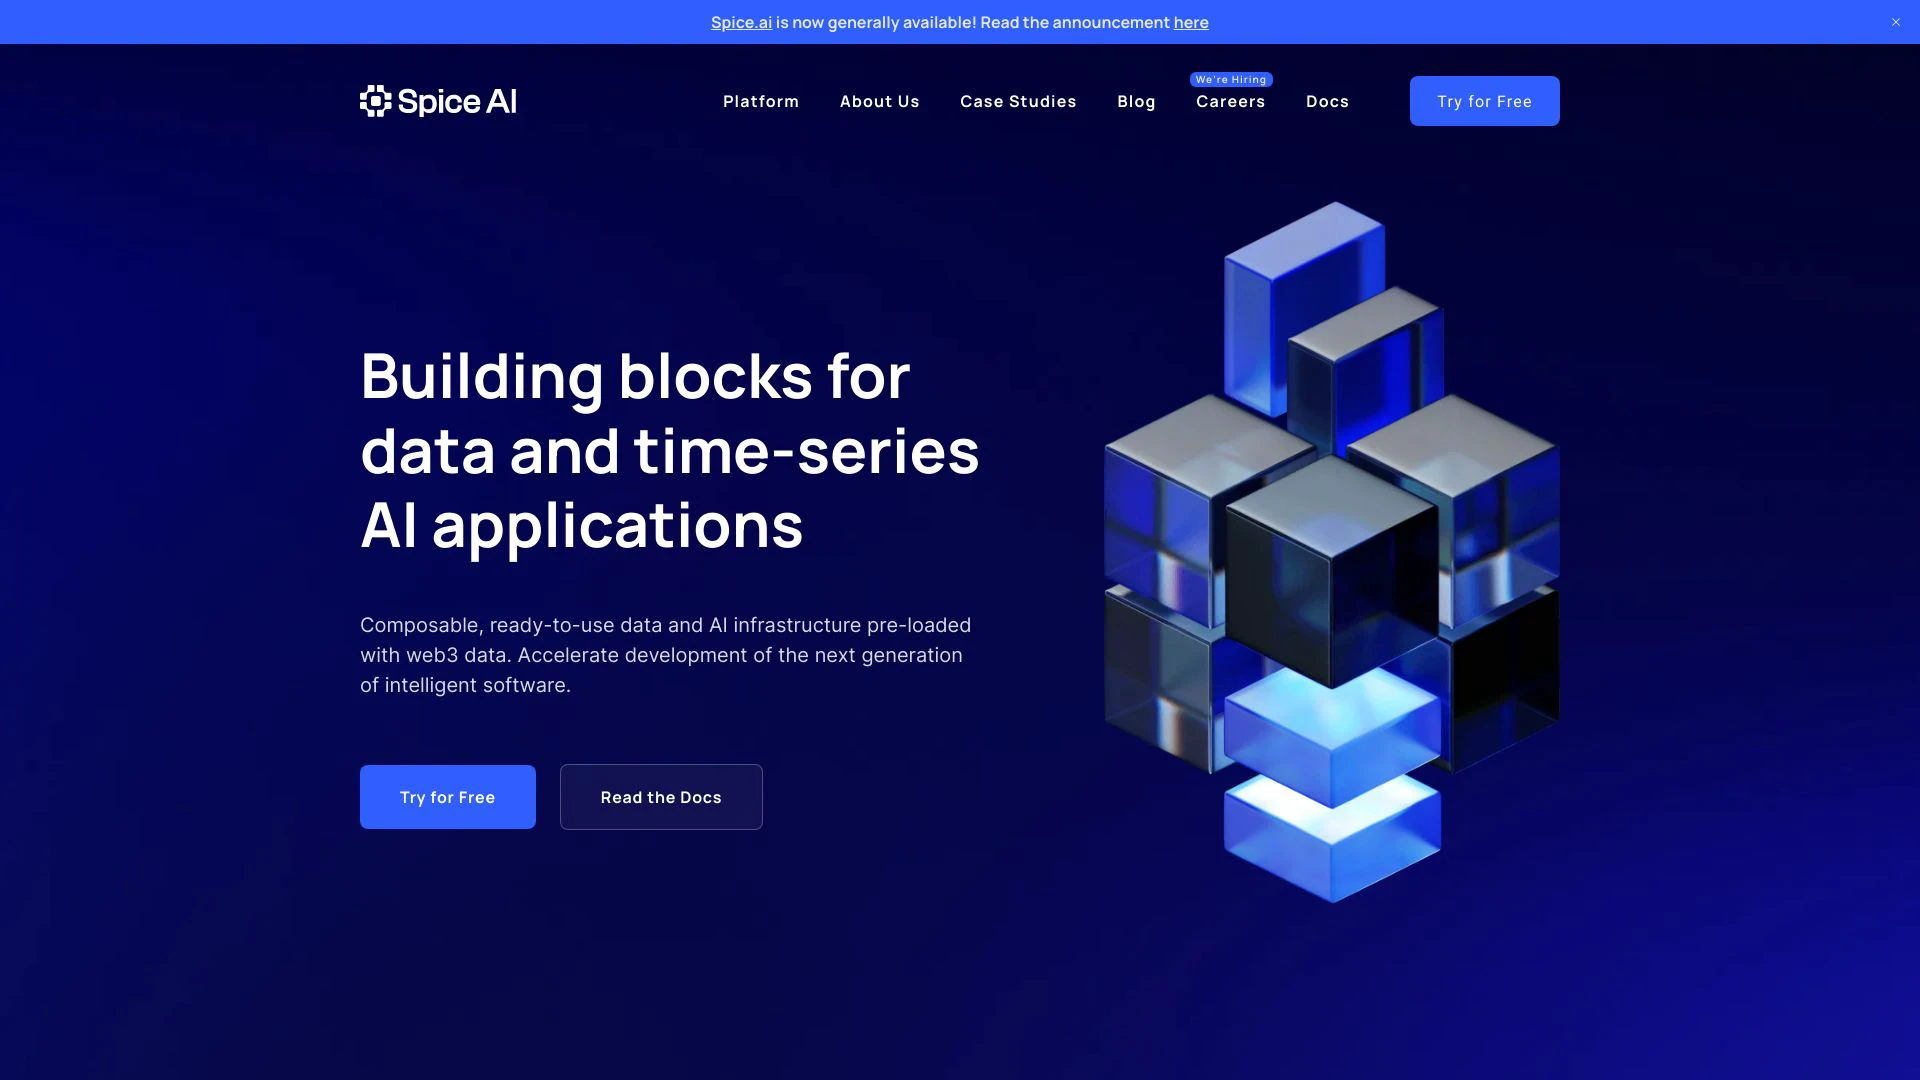 Spice.ai is now generally available! Read the announcement here
Spice AI
Platform
About Us
Case Studies
Blog
We're Hiring
Careers
Docs
Try for Free
Building blocks for
data and time-series
AI applications
Composable, ready-to-use data and AI infrastructure pre-loaded
with web3 data. Accelerate development of the next generation
of intelligent software.
Try for Free
Read the Docs